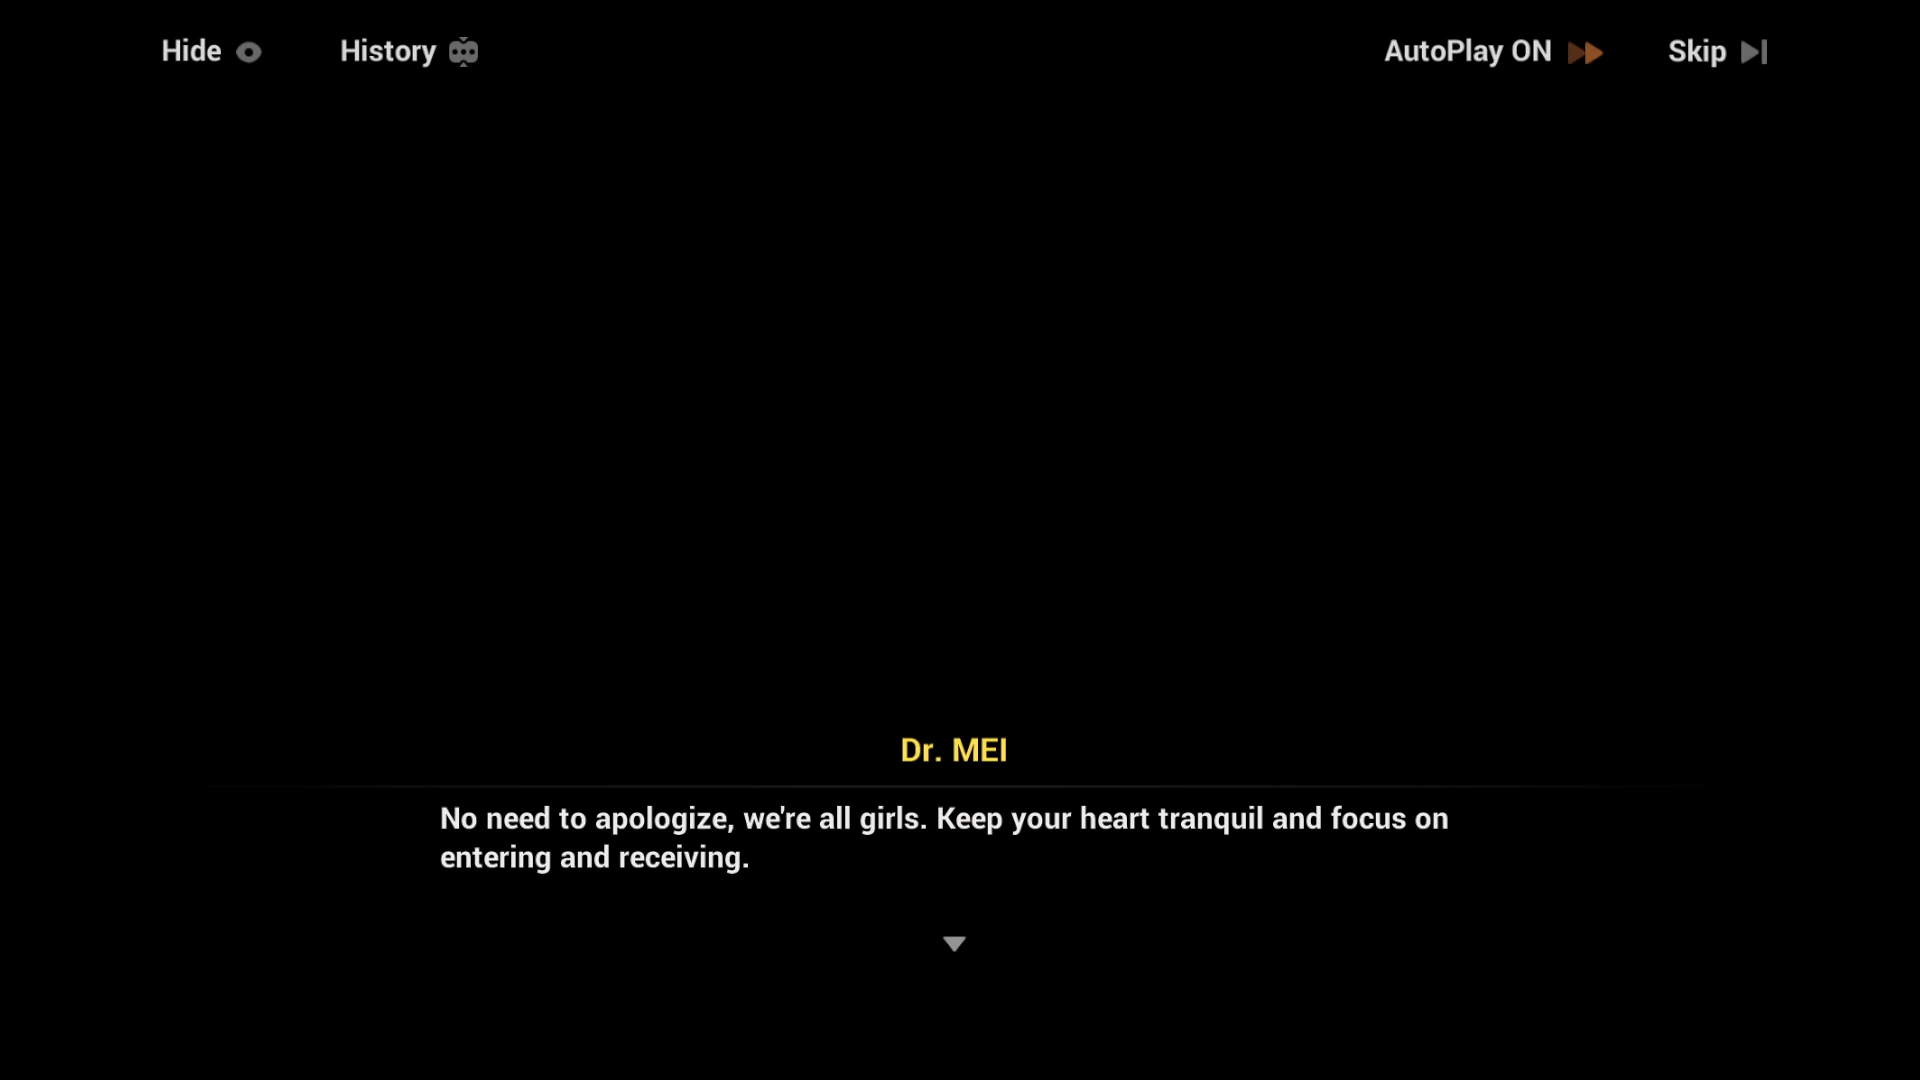 Hide
History
AutoPlay ON
Skip
Dr. MEI
No need to apologize, we're all girls. Keep your heart tranquil and focus on
entering and receiving.